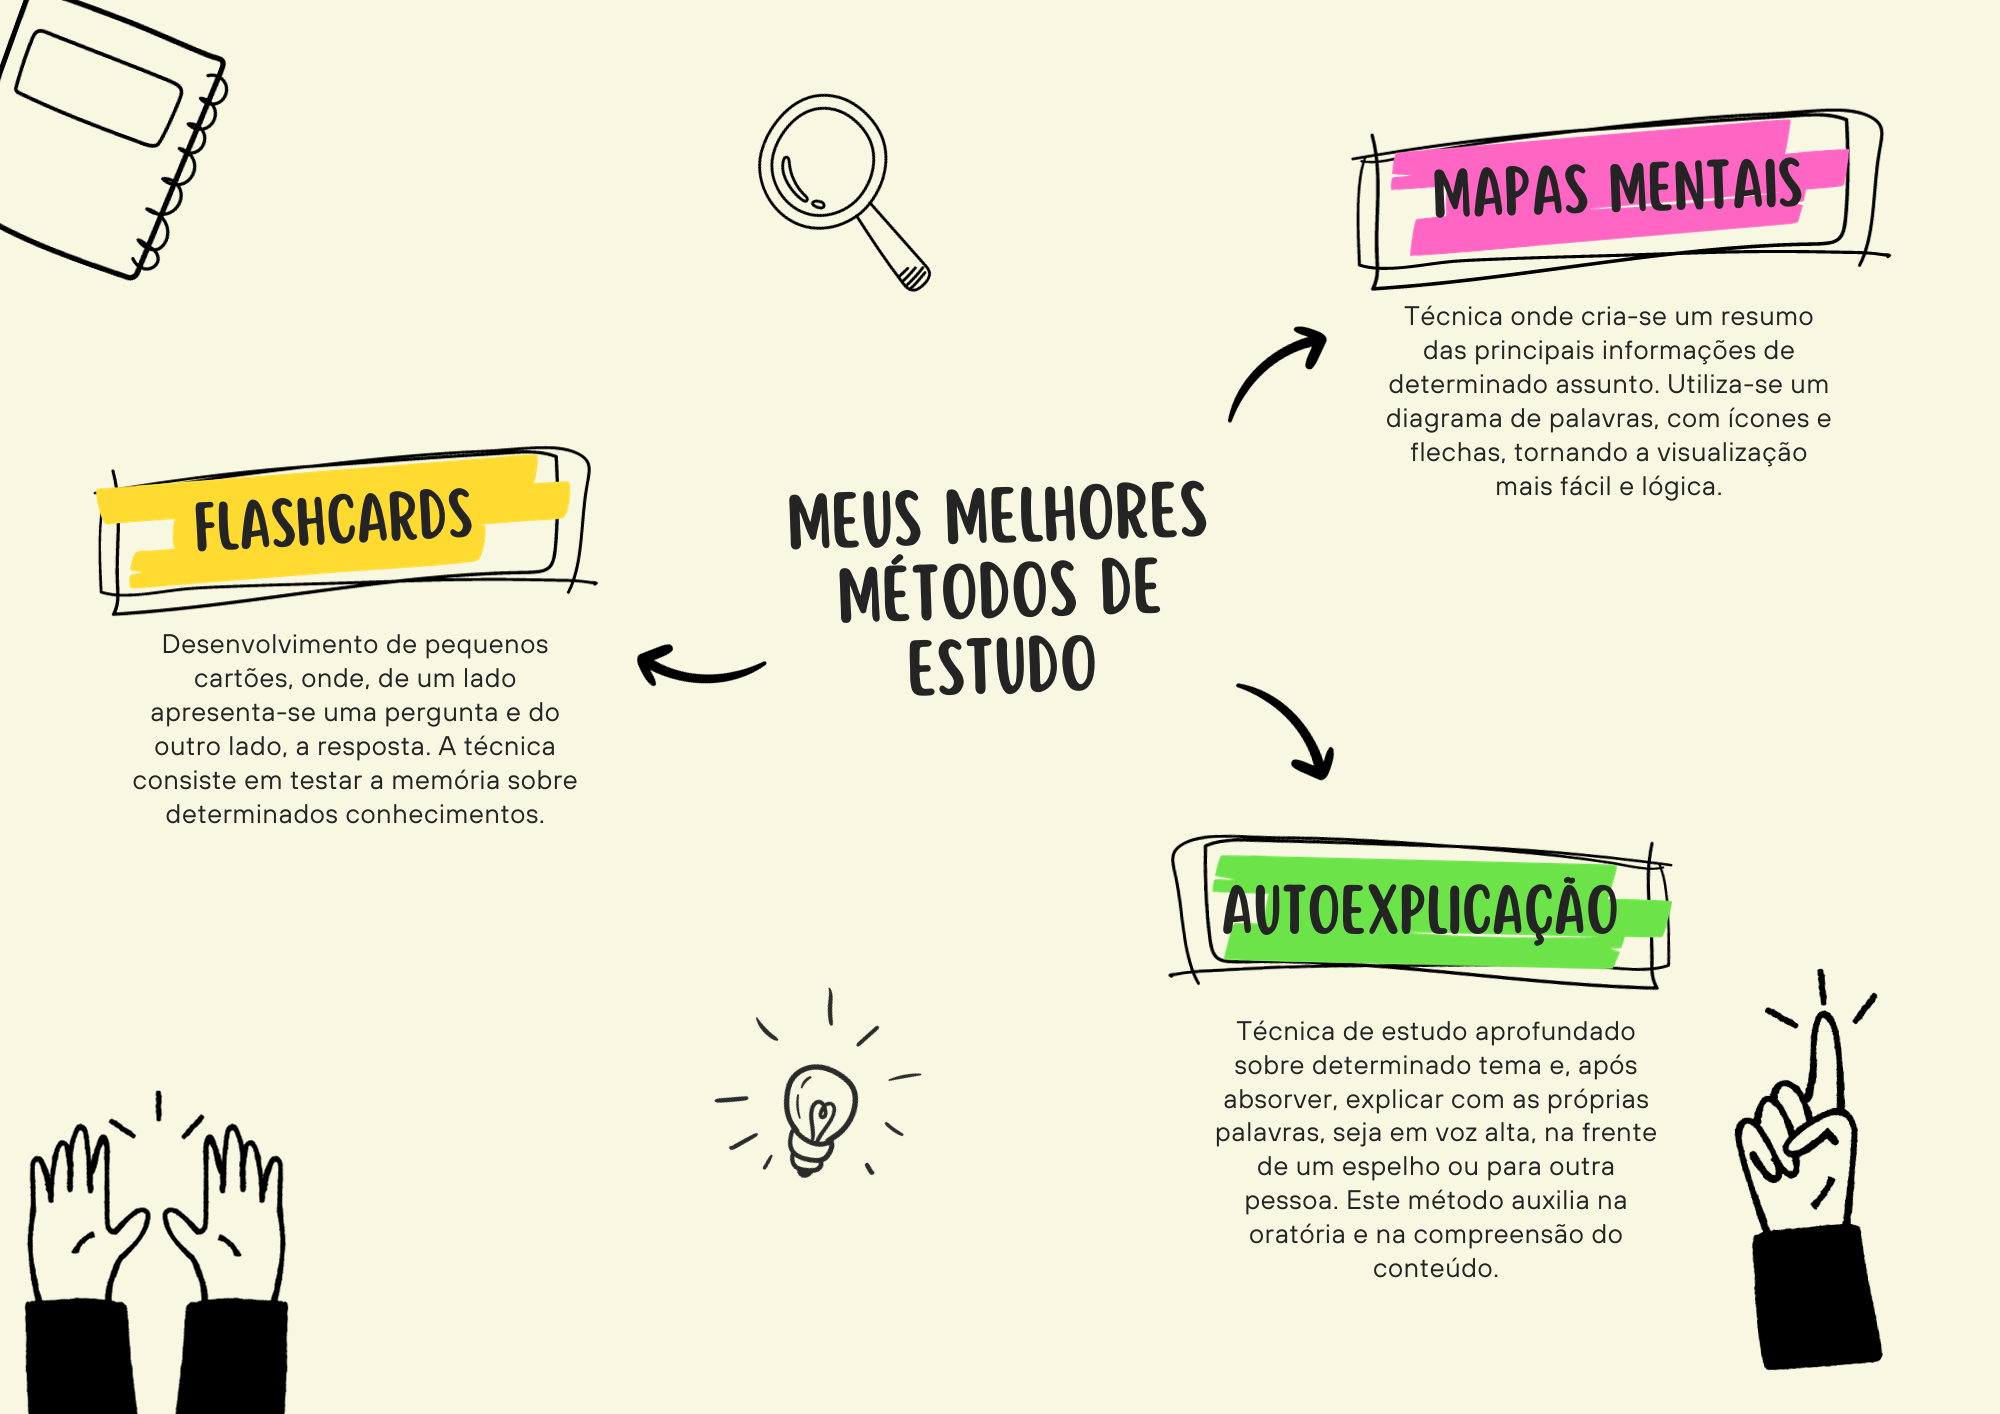 MAPAS MENTAIS
Técnica onde cria-se um resumo
das principais informações de
determinado assunto. Utiliza-se um
diagrama de palavras, com ícones e
flechas, tornando a visualização
mais fácil e lógica.
FLASHCARDS
Desenvolvimento de pequenos
cartões, onde, de um lado
apresenta-se uma pergunta e do
outro lado, a resposta. A técnica
consiste em testar a memória sobre
determinados conhecimentos.
MEUS MELHORES
MÉTODOS DE
ESTUDO
AUTOEXPLICAÇÃO
Técnica de estudo aprofundado
sobre determinado tema e, após
absorver, explicar com as próprias
palavras, seja em voz alta, na frente
de um espelho ou para outra
pessoa. Este método auxilia na
oratória e na compreensão do
conteúdo.